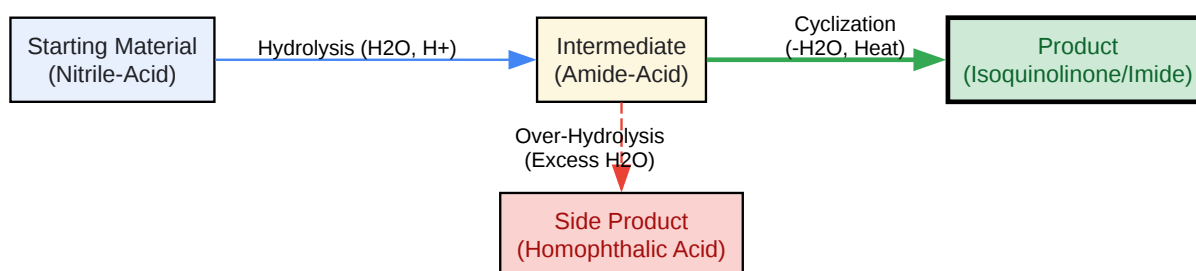 Starting Material
(Nitrile-Acid)
Hydrolysis (H2O, H+)
Intermediate
(Amide-Acid)
Cyclization
(-H2O, Heat)
Product
(Isoquinolinone/Imide)
Over-Hydrolysis
(Excess H2O)
Side Product
(Homophthalic Acid)